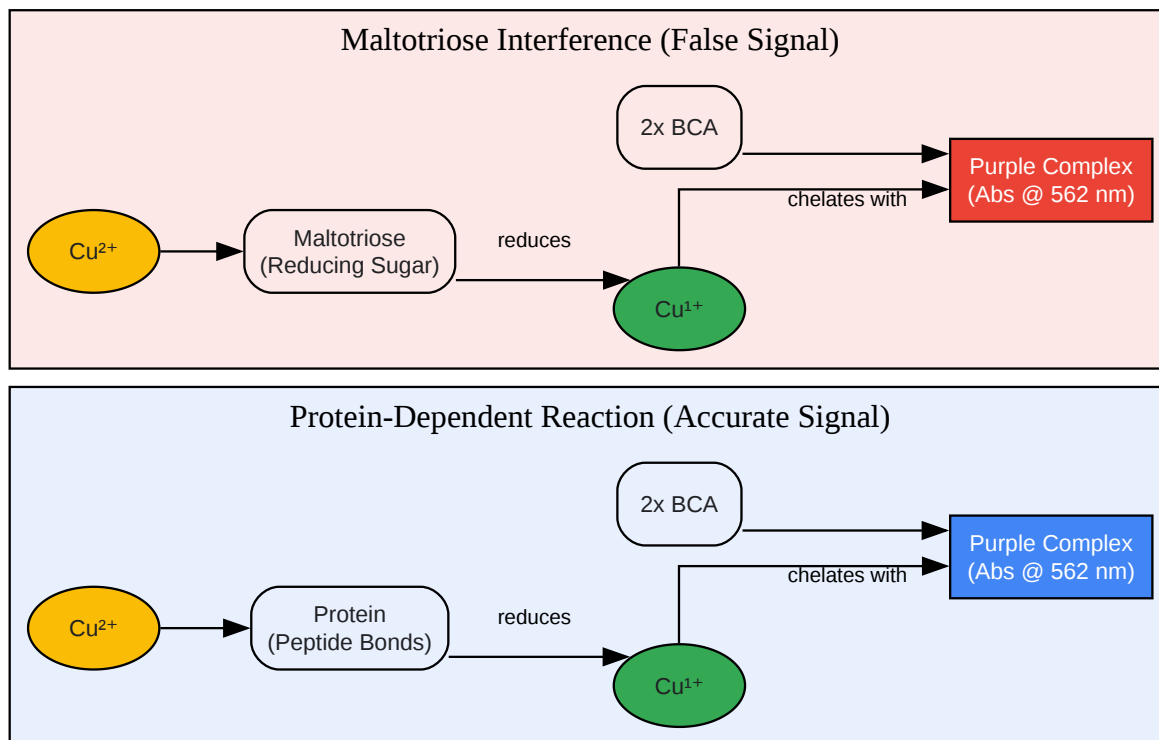 Maltotriose Interference (False Signal)
2x BCA
Purple Complex
(Abs @ 562 nm)
chelates with
Cu²⁺
Maltotriose
(Reducing Sugar)
reduces
Cu¹⁺
Protein-Dependent Reaction (Accurate Signal)
2x BCA
Purple Complex
(Abs @ 562 nm)
chelates with
Cu²⁺
Protein
(Peptide Bonds)
reduces
Cu¹⁺